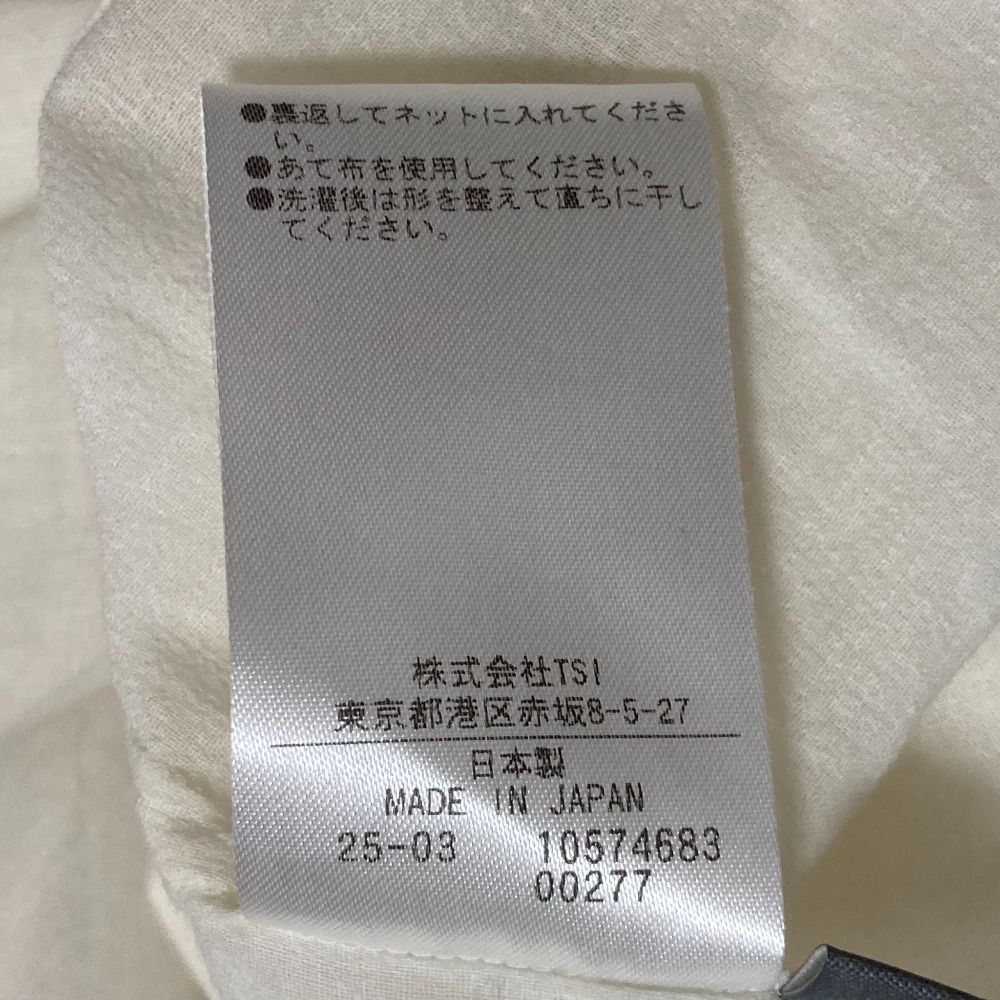 ●裏返してネットに入れてくださ
い。
●あて布を使用してください。
●洗濯後は形を整えて直ちに干し
てください。
株式会社TSI
東京都港区赤坂8-5-27
日本製
MADE IN JAPAN
25-03 10574683
00277